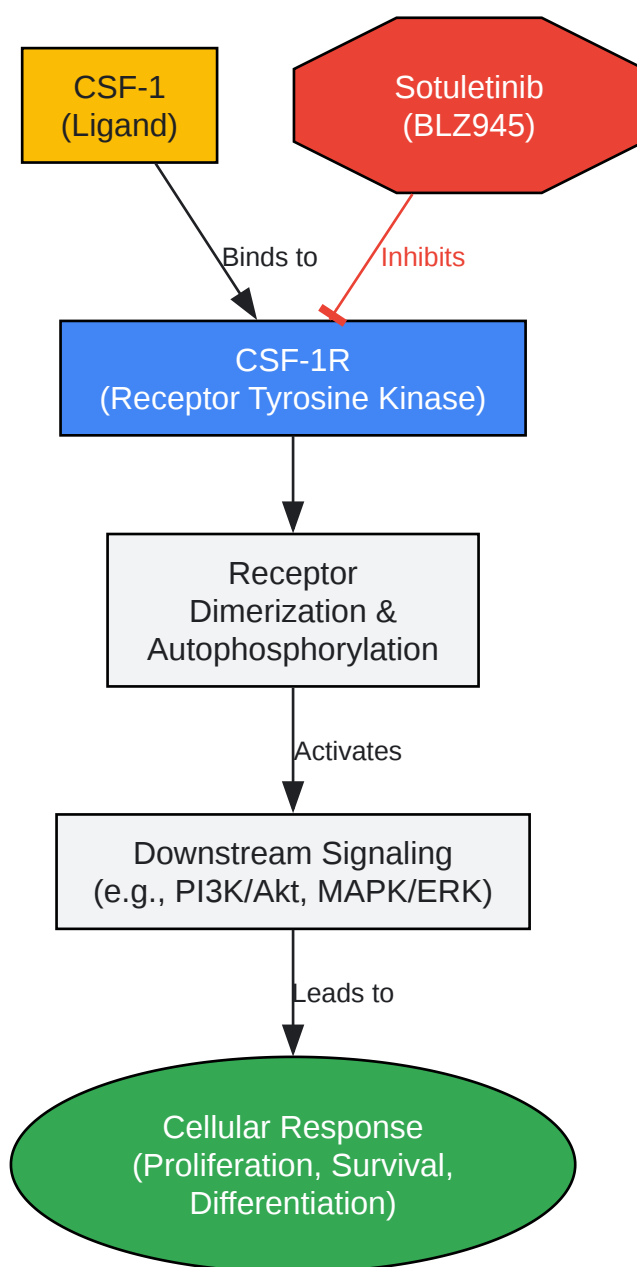 CSF-1
(Ligand)
Sotuletinib
(BLZ945)
Binds to
Inhibits
CSF-1R
(Receptor Tyrosine Kinase)
Receptor
Dimerization &
Autophosphorylation
Activates
Downstream Signaling
(e.g., PI3K/Akt, MAPK/ERK)
Leads to
Cellular Response
(Proliferation, Survival,
Differentiation)